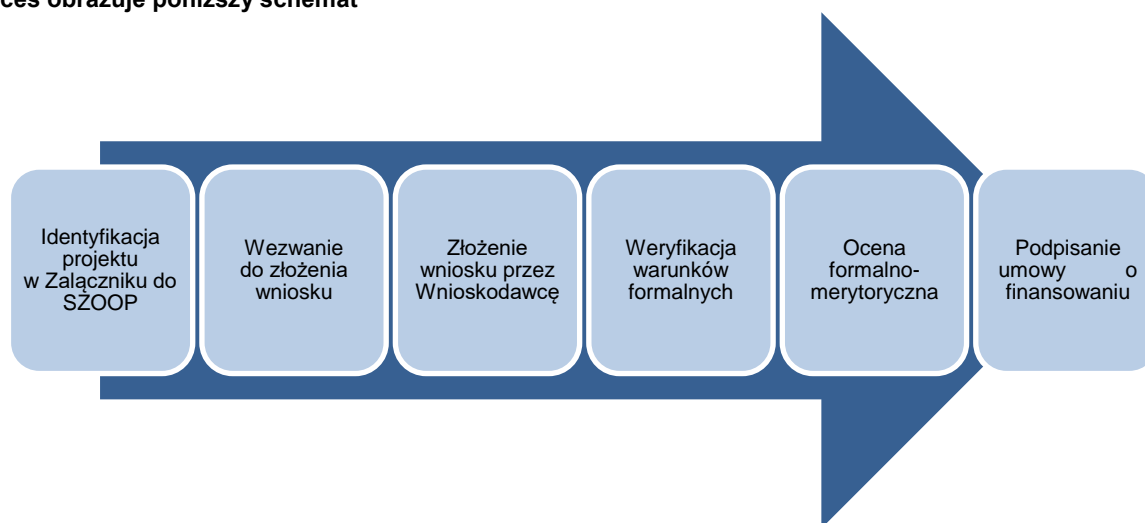 ces obrazuje poniższy schemat
Identyfikacja
projektu
w Zalączniku do
SZOOP
Wezwanie
do złożenia
wniosku
Złożenie
wniosku przez
Wnioskodawcę
Weryfikacja
warunków
formalnych
Ocena
formalno-
merytoryczna
Podpisanie
umowy o
finansowaniu